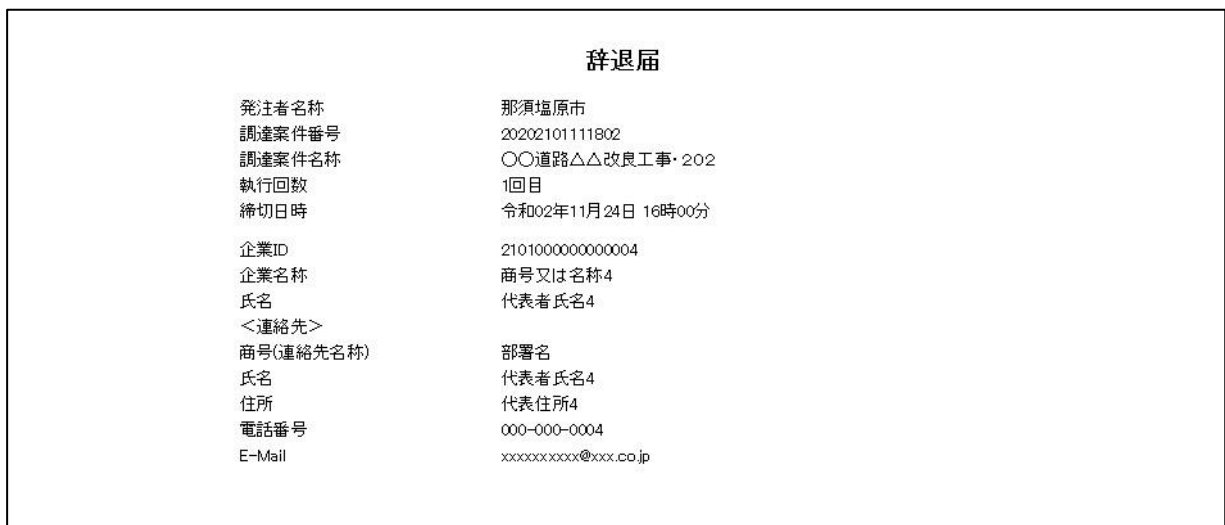 辞退届
発注者名称 那須塩原市
調達案件番号 20202101111802
調達案件名称 〇〇道路△△改良工事・202
執行回数 1回目
締切日時 令和02年11月24日 16時00分
企業ID 2101000000000004
企業名称 商号又は名称4
氏名 代表者氏名4
＜連絡先＞
商号(連絡先名称) 部署名
氏名 代表者氏名4
住所 代表住所4
電話番号 000-000-0004
E-Mail xxxxxxxxxx@xxx.co.jp